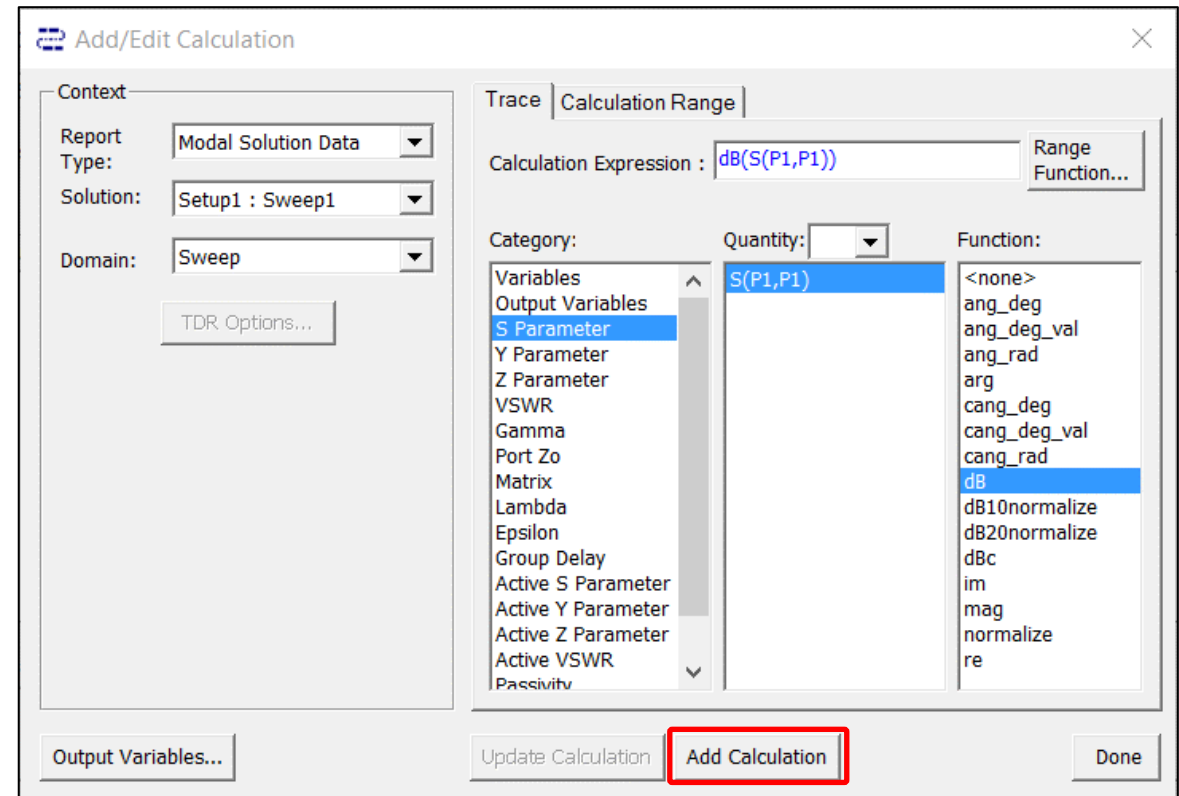 Add/Edit Calculation
Context
Report
Type:
Modal Solution Data
Solution:
Setup1 : Sweep1
Domain:
Sweep
TDR Options...
Trace
Calculation Range
Calculation Expression :
dB(S(P1,P1))
Range
Function...
Category:
Variables
Output Variables
S Parameter
Y Parameter
Z Parameter
VSWR
Gamma
Port Zo
Matrix
Lambda
Epsilon
Group Delay
Active S Parameter
Active Y Parameter
Active Z Parameter
Active VSWR
Passivity
Quantity:
S(P1,P1)
Function:
<none>
ang_deg
ang_deg_val
ang_rad
arg
cang_deg
cang_deg_val
cang_rad
dB
dB10normalize
dB20normalize
dBc
im
mag
normalize
re
Output Variables...
Update Calculation
Add Calculation
Done